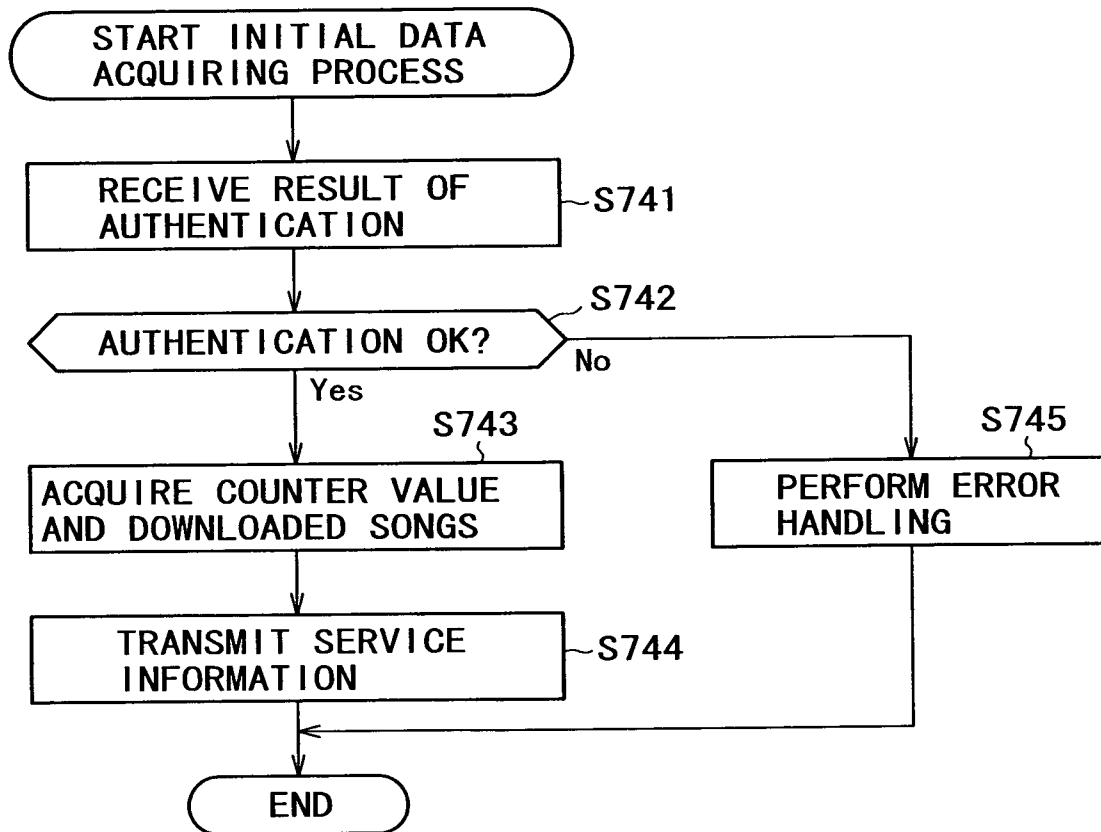 START INITIAL DATA
ACQUIRING PROCESS
RECEIVE RESULT OF
AUTHENTICATION
S741
S742
AUTHENTICATION OK?
No
Yes
S743
ACQUIRE COUNTER VALUE
AND DOWNLOADED SONGS
S745
PERFORM ERROR
HANDLING
TRANSMIT SERVICE
INFORMATION
S744
END